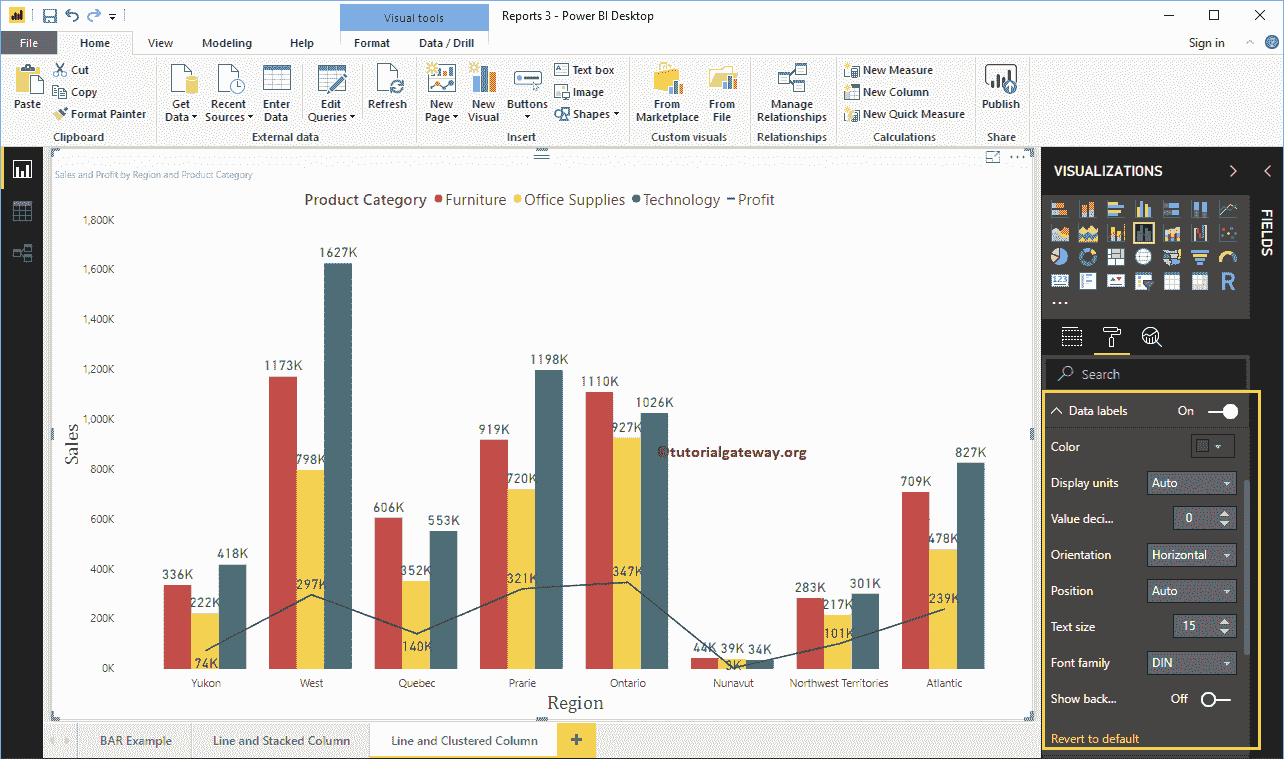 Visual tools
Reports 3 - Power BI Desktop
File Home View Modeling Help Format Data / Drill Sign in
Paste
Cut
Copy
Format Painter
Clipboard
Get Data
Recent Sources
Enter Data
Edit Queries
External data
Refresh
New Page
New Visual
Buttons
Text box
Image
Shapes
Insert
From Marketplace
From File
Custom visuals
Manage Relationships
Relationships
New Measure
New Column
New Quick Measure
Calculations
Publish
Share
Sales and Profit by Region and Product Category
Product Category Furniture Office Supplies Technology Profit
Sales
1,800K
1,600K
1,400K
1,200K
1,000K
800K
600K
400K
200K
0K
336K 222K 418K 74K
1173K 798K 1627K 297K
606K 352K 553K 140K
919K 720K 1198K 321K
1110K 927K 1026K 347K
44K 39K 34K 3K
283K 217K 301K 101K
709K 478K 827K 239K
©tutorialgateway.org
Yukon West Quebec Prarie Ontario Nunavut Northwest Territories Atlantic
Region
BAR Example Line and Stacked Column Line and Clustered Column +
VISUALIZATIONS
FIELDS
123
R
...
Search
Data labels On
Color
Display units Auto
Value deci... 0
Orientation Horizontal
Position Auto
Text size 15
Font family DIN
Show back... Off
Revert to default